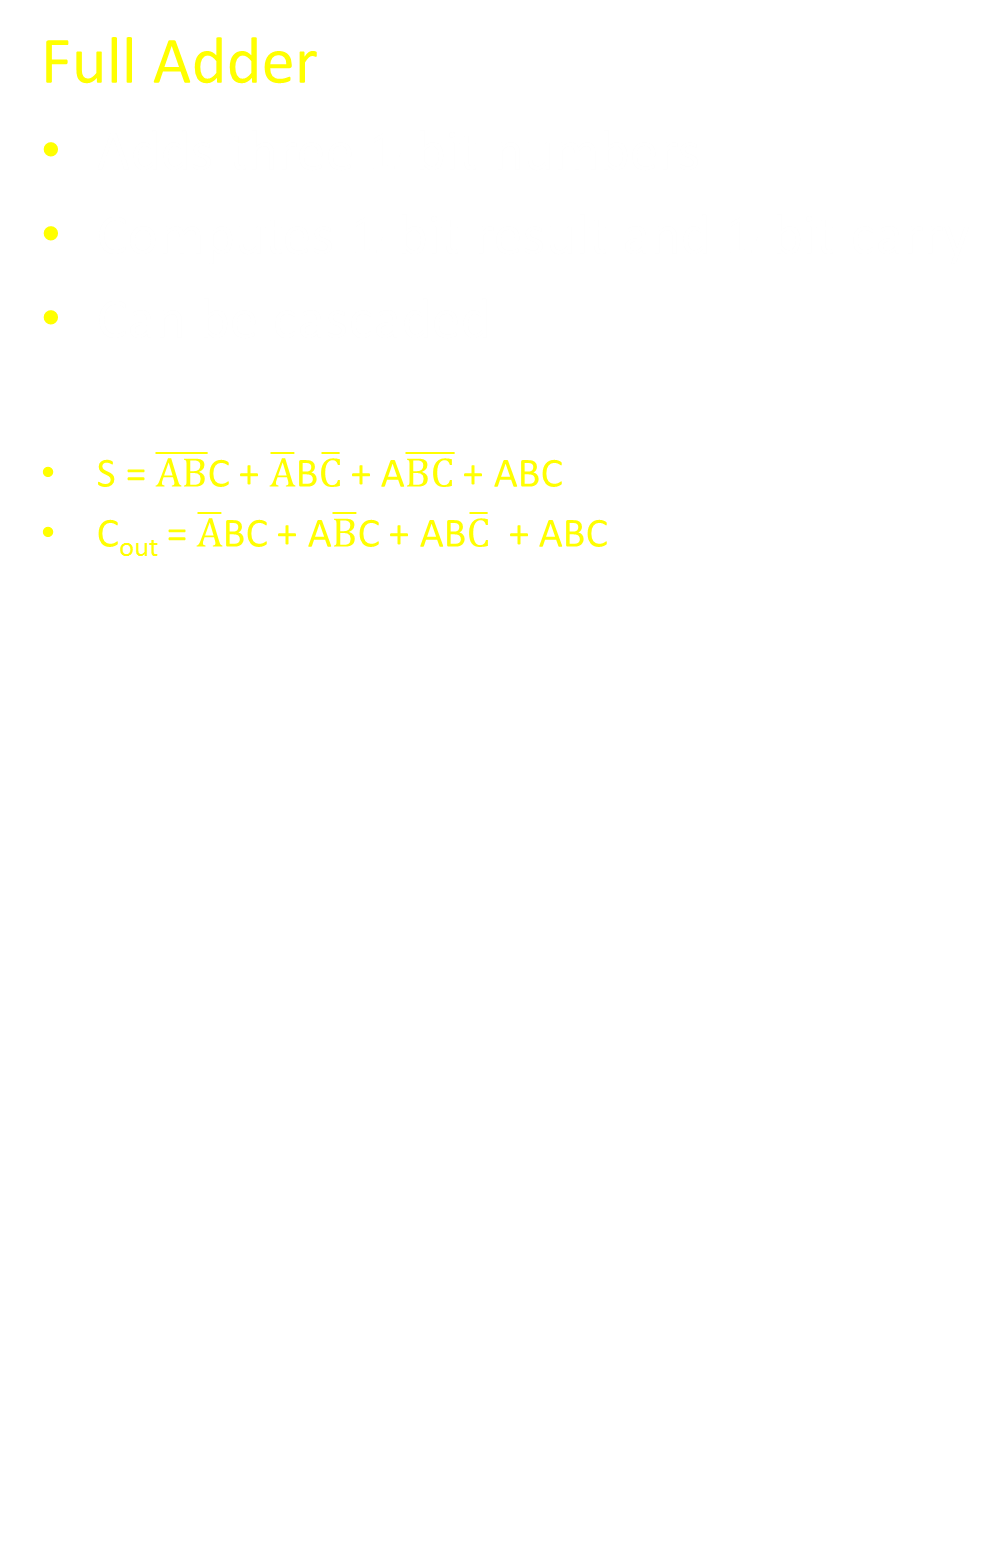 Full Adder
•
•
•
• S = A̅B̅C + A̅BC̅ + AB̅C̅ + ABC
• Cout = A̅BC + AB̅C + ABC̅ + ABC